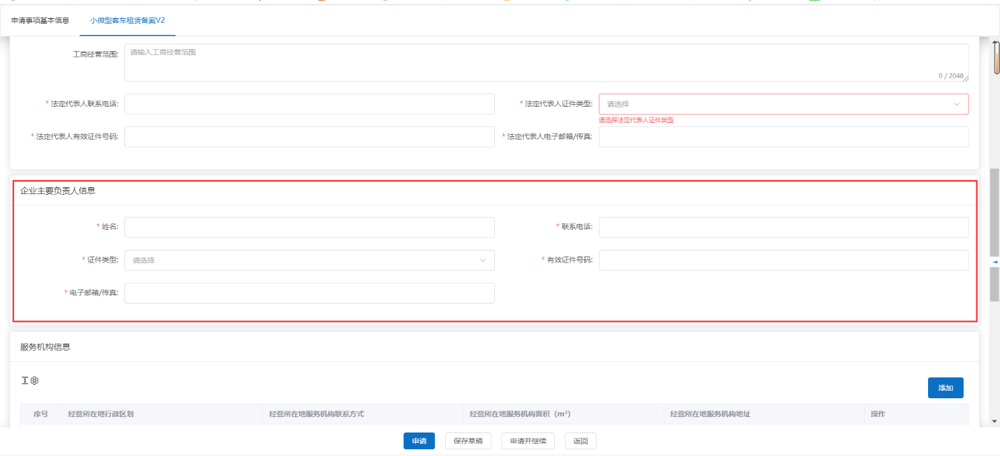 申请事项基本信息 小微型客车租赁备案V2
工商经营范围: 请输入工商经营范围
0 / 2048
* 法定代表人联系电话: * 法定代表人证件类型: 请选择
请选择法定代表人证件类型
* 法定代表人有效证件号码: * 法定代表人电子邮箱/传真:
企业主要负责人信息
* 姓名: * 联系电话:
* 证件类型: 请选择 * 有效证件号码:
* 电子邮箱/传真:
服务机构信息
添加
序号 经营所在地行政区划 经营所在地服务机构联系方式 经营所在地服务机构面积（m²） 经营所在地服务机构地址 操作
申请 保存草稿 申请并继续 返回